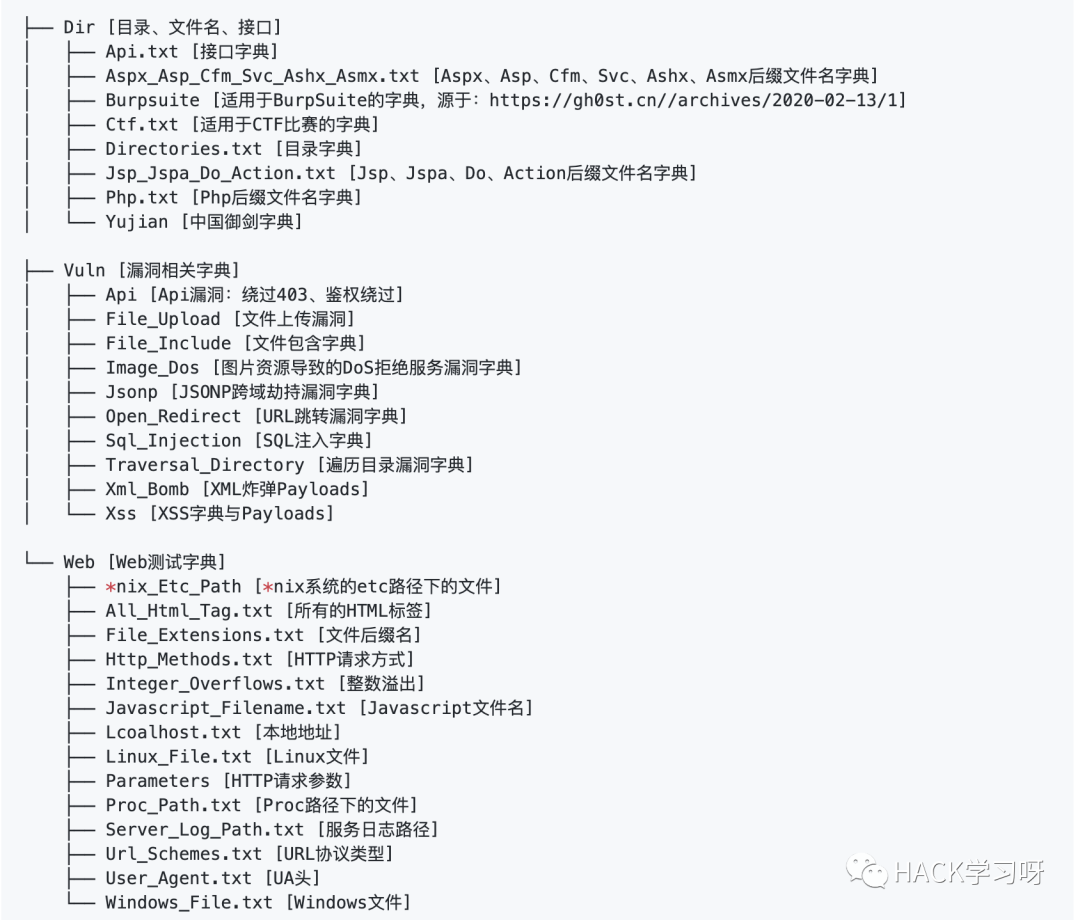 ├── Dir [目录、文件名、接口]
│   ├── Api.txt [接口字典]
│   ├── Aspx_Asp_Cfm_Svc_Ashx_Asmx.txt [Aspx、Asp、Cfm、Svc、Ashx、Asmx后缀文件名字典]
│   ├── Burpsuite [适用于BurpSuite的字典，源于：https://gh0st.cn//archives/2020-02-13/1]
│   ├── Ctf.txt [适用于CTF比赛的字典]
│   ├── Directories.txt [目录字典]
│   ├── Jsp_Jspa_Do_Action.txt [Jsp、Jspa、Do、Action后缀文件名字典]
│   ├── Php.txt [Php后缀文件名字典]
│   └── Yujian [中国御剑字典]
├── Vuln [漏洞相关字典]
│   ├── Api [Api漏洞：绕过403、鉴权绕过]
│   ├── File_Upload [文件上传漏洞]
│   ├── File_Include [文件包含字典]
│   ├── Image_Dos [图片资源导致的DoS拒绝服务漏洞字典]
│   ├── Jsonp [JSONP跨域劫持漏洞字典]
│   ├── Open_Redirect [URL跳转漏洞字典]
│   ├── Sql_Injection [SQL注入字典]
│   ├── Traversal_Directory [遍历目录漏洞字典]
│   ├── Xml_Bomb [XML炸弹Payloads]
│   └── Xss [XSS字典与Payloads]
└── Web [Web测试字典]
    ├── *nix_Etc_Path [*nix系统的etc路径下的文件]
    ├── All_Html_Tag.txt [所有的HTML标签]
    ├── File_Extensions.txt [文件后缀名]
    ├── Http_Methods.txt [HTTP请求方式]
    ├── Integer_Overflows.txt [整数溢出]
    ├── Javascript_Filename.txt [Javascript文件名]
    ├── Lcoalhost.txt [本地地址]
    ├── Linux_File.txt [Linux文件]
    ├── Parameters [HTTP请求参数]
    ├── Proc_Path.txt [Proc路径下的文件]
    ├── Server_Log_Path.txt [服务日志路径]
    ├── Url_Schemes.txt [URL协议类型]
    ├── User_Agent.txt [UA头]
    └── Windows_File.txt [Windows文件]
HACK学习呀